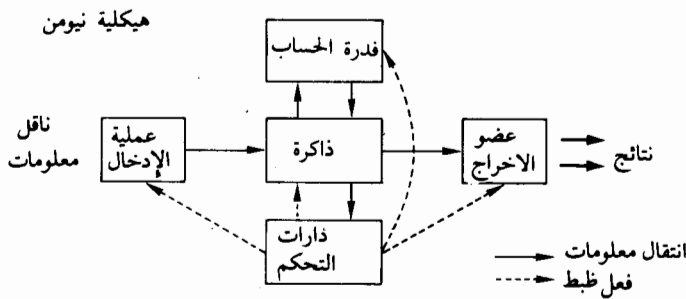 هيكلية نيومن
فدرة الحساب
ناقل
معلومات
عملية
الإدخال
ذاكرة
عضو
الاخراج
نتائج
ذارات
التحكم
انتقال معلومات
فعل ظبط